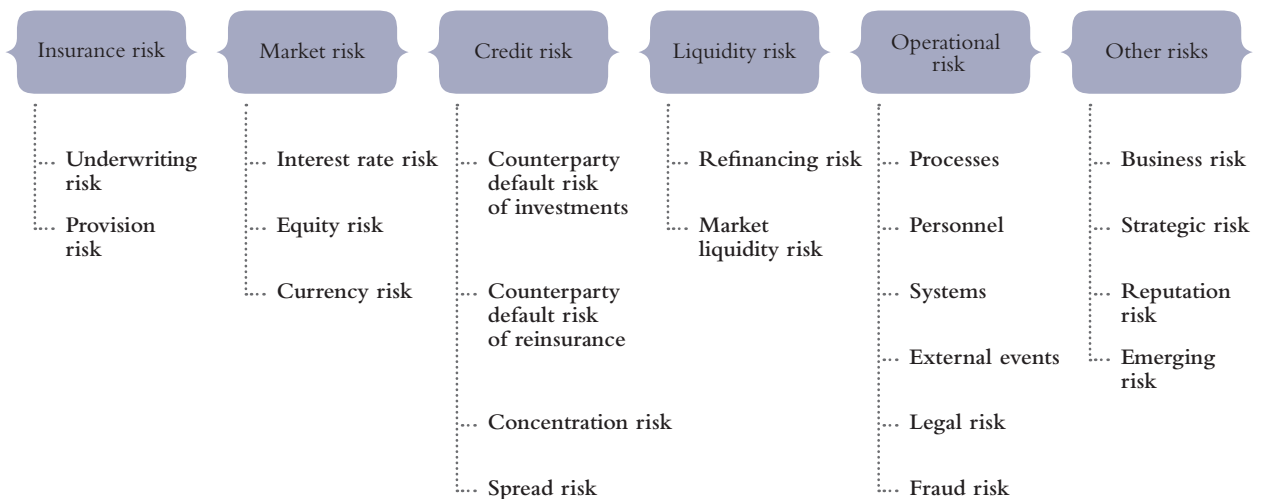 Insurance risk
Underwriting
risk
Provision
risk
Market risk
Interest rate risk
Equity risk
Currency risk
Credit risk
Counterparty
default risk
of investments
Counterparty
default risk
of reinsurance
Concentration risk
Spread risk
Liquidity risk
Refinancing risk
Market
liquidity risk
Operational
risk
Processes
Personnel
Systems
External events
Legal risk
Fraud risk
Other risks
Business risk
Strategic risk
Reputation
risk
Emerging
risk